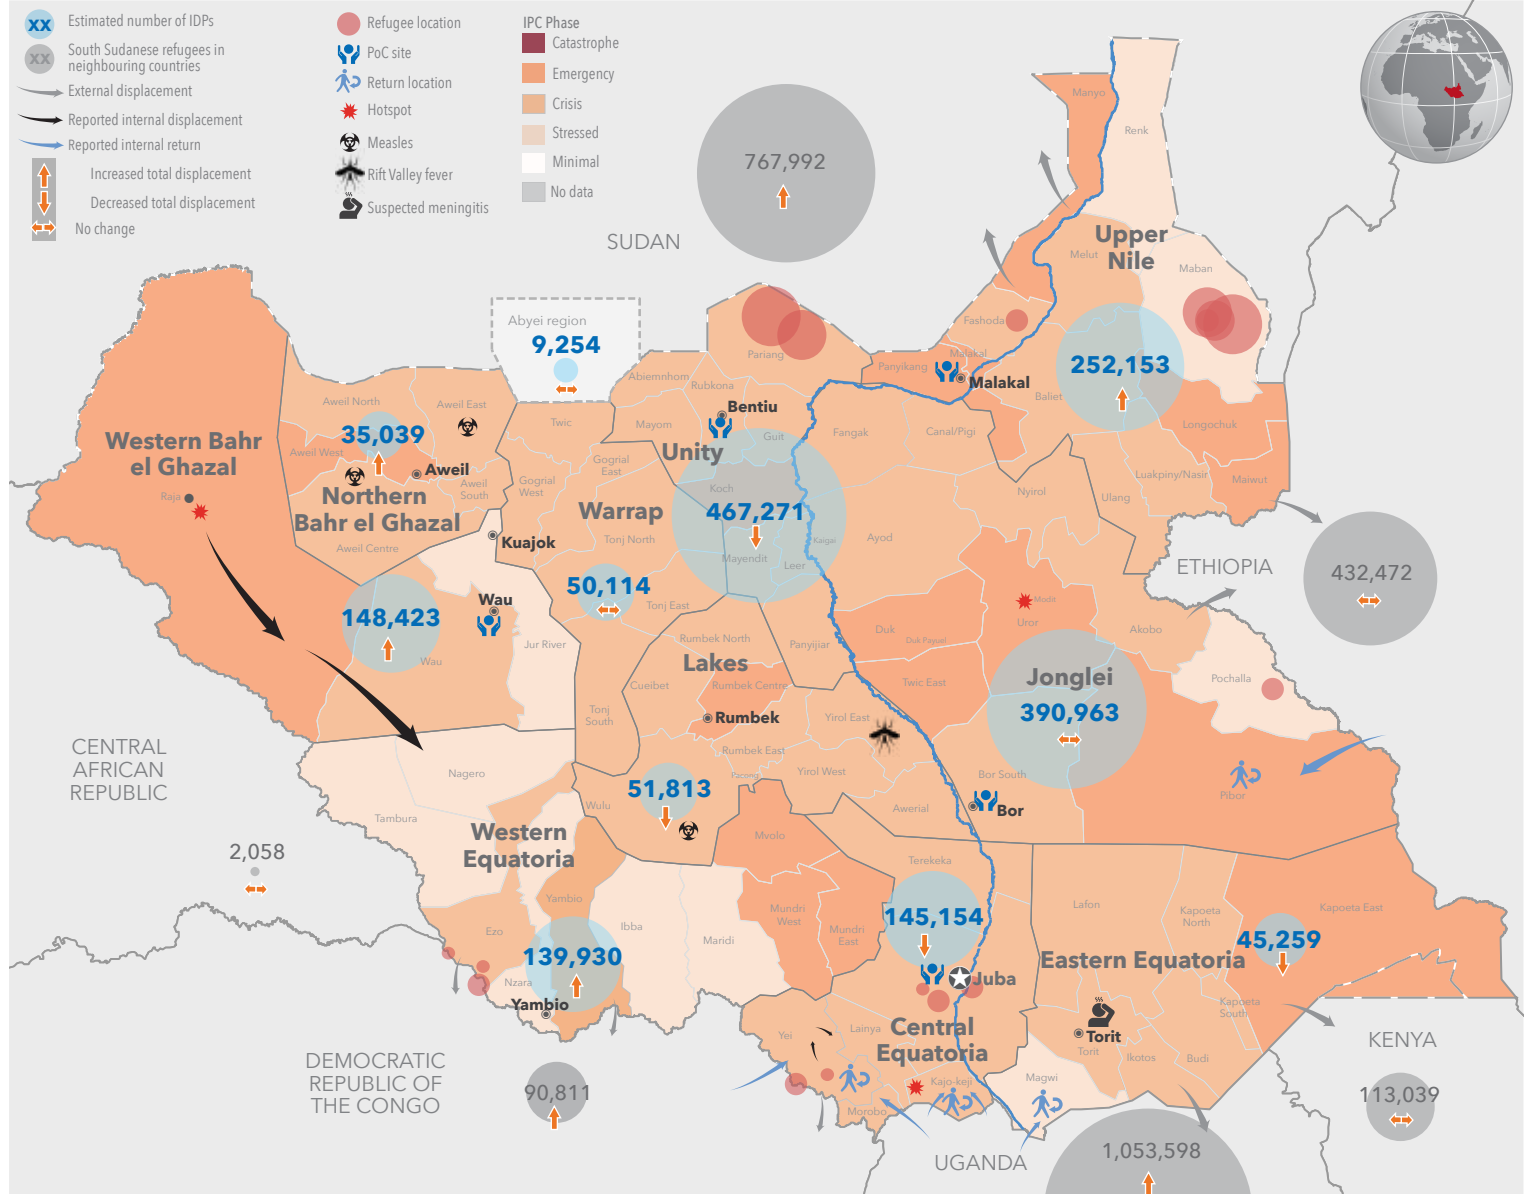 xx
Estimated number of IDPs
xx
South Sudanese refugees in
neighbouring countries
External displacement
Reported internal displacement
Reported internal return
Increased total displacement
Decreased total displacement
No change
Refugee location
PoC site
Return location
Hotspot
Measles
Rift Valley fever
Suspected meningitis
IPC Phase
Catastrophe
Emergency
Crisis
Stressed
Minimal
No data
767,992
SUDAN
Manyo
Renk
Upper
Nile
Melut
Maban
Abyei region
9,254
Pariang
Fashoda
Malakal
Panyikang
Malakal
252,153
Baliet
Longochuk
Abiemnhom
Rubkona
Mayom
Bentiu
Guit
Unity
Koch
467,271
Mayendit
Leer
Kaigai
Fangak
Canal/Pigi
Nyirol
Ulang
Luakpiny/Nasir
Maiwut
ETHIOPIA
432,472
Aweil North
Aweil East
35,039
Aweil West
Aweil
Northern
Bahr el Ghazal
Aweil
South
Aweil Centre
Western Bahr
el Ghazal
Raja
Twic
Gogrial
East
Gogrial
West
Warrap
Tonj North
Kuajok
50,114
Tonj East
Tonj
South
148,423
Wau
Wau
Jur River
Ayod
Duk
Duk Payuel
Twic East
Muatit
Uror
Akobo
Pochalla
Jonglei
390,963
Pibor
Bor South
Bor
Panyijiar
Rumbek North
Lakes
Cueibet
Rumbek Centre
Rumbek
Rumbek East
Pacong
Yirol East
Yirol West
Awerial
51,813
Wulu
CENTRAL
AFRICAN
REPUBLIC
2,058
Nagero
Tambura
Western
Equatoria
Yambio
Ezo
139,930
Nzara
Yambio
Ibba
Maridi
Mvolo
Mundri
West
Mundri
East
Terekeka
145,154
Juba
Central
Equatoria
Yei
Lainya
Kajo-keji
Morobo
Lafon
Kapoeta
North
Kapoeta East
45,259
Eastern Equatoria
Kapoeta
South
Torit
Torit
Ikotos
Budi
Magwi
DEMOCRATIC
REPUBLIC OF
THE CONGO
90,811
UGANDA
1,053,598
KENYA
113,039